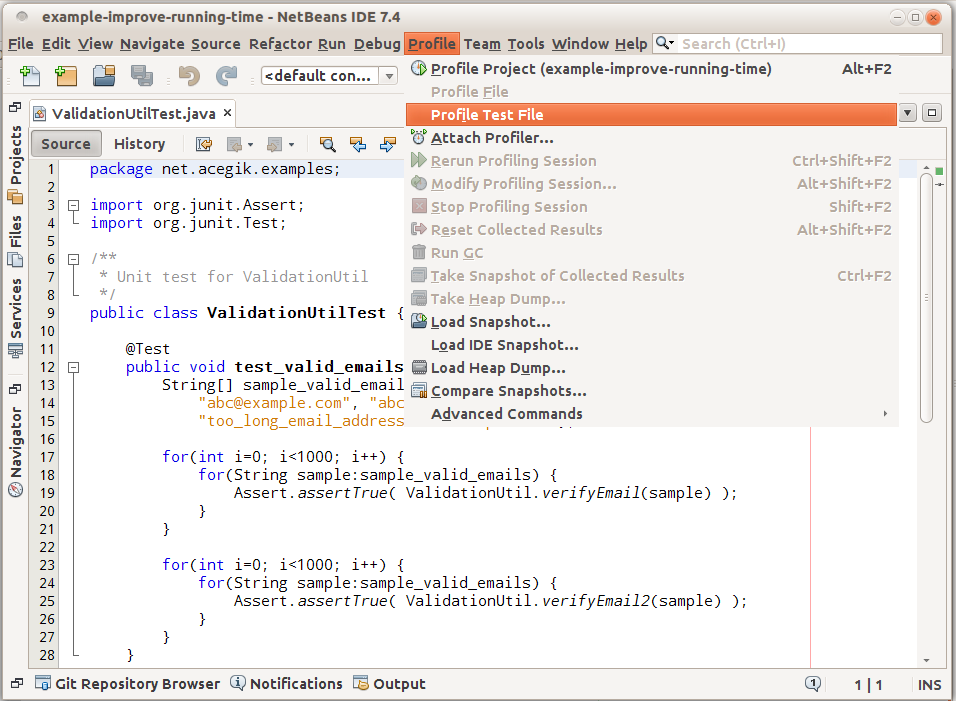 example-improve-running-time - NetBeans IDE 7.4
File Edit View Navigate Source Refactor Run Debug Profile Team Tools Window Help Search (Ctrl+I)
<default con...
Profile Project (example-improve-running-time) Alt+F2
Profile File
Profile Test File
Attach Profiler...
Rerun Profiling Session Ctrl+Shift+F2
Modify Profiling Session... Alt+Shift+F2
Stop Profiling Session Shift+F2
Reset Collected Results Alt+Shift+F2
Run GC
Take Snapshot of Collected Results Ctrl+F2
Take Heap Dump...
Load Snapshot...
Load IDE Snapshot...
Load Heap Dump...
Compare Snapshots...
Advanced Commands
Projects
Files
Services
Navigator
ValidationUtilTest.java
Source History
1 package net.acegik.examples;
2
3 import org.junit.Assert;
4 import org.junit.Test;
5
6 /**
7 * Unit test for ValidationUtil
8 */
9 public class ValidationUtilTest {
10
11 @Test
12 public void test_valid_emails
13 String[] sample_valid_email
14 "abc@example.com", "abc
15 "too_long_email_address
16
17 for(int i=0; i<1000; i++) {
18 for(String sample:sample_valid_emails) {
19 Assert.assertTrue( ValidationUtil.verifyEmail(sample) );
20 }
21 }
22
23 for(int i=0; i<1000; i++) {
24 for(String sample:sample_valid_emails) {
25 Assert.assertTrue( ValidationUtil.verifyEmail2(sample) );
26 }
27 }
28 }
Git Repository Browser Notifications Output 1 1 | 1 INS